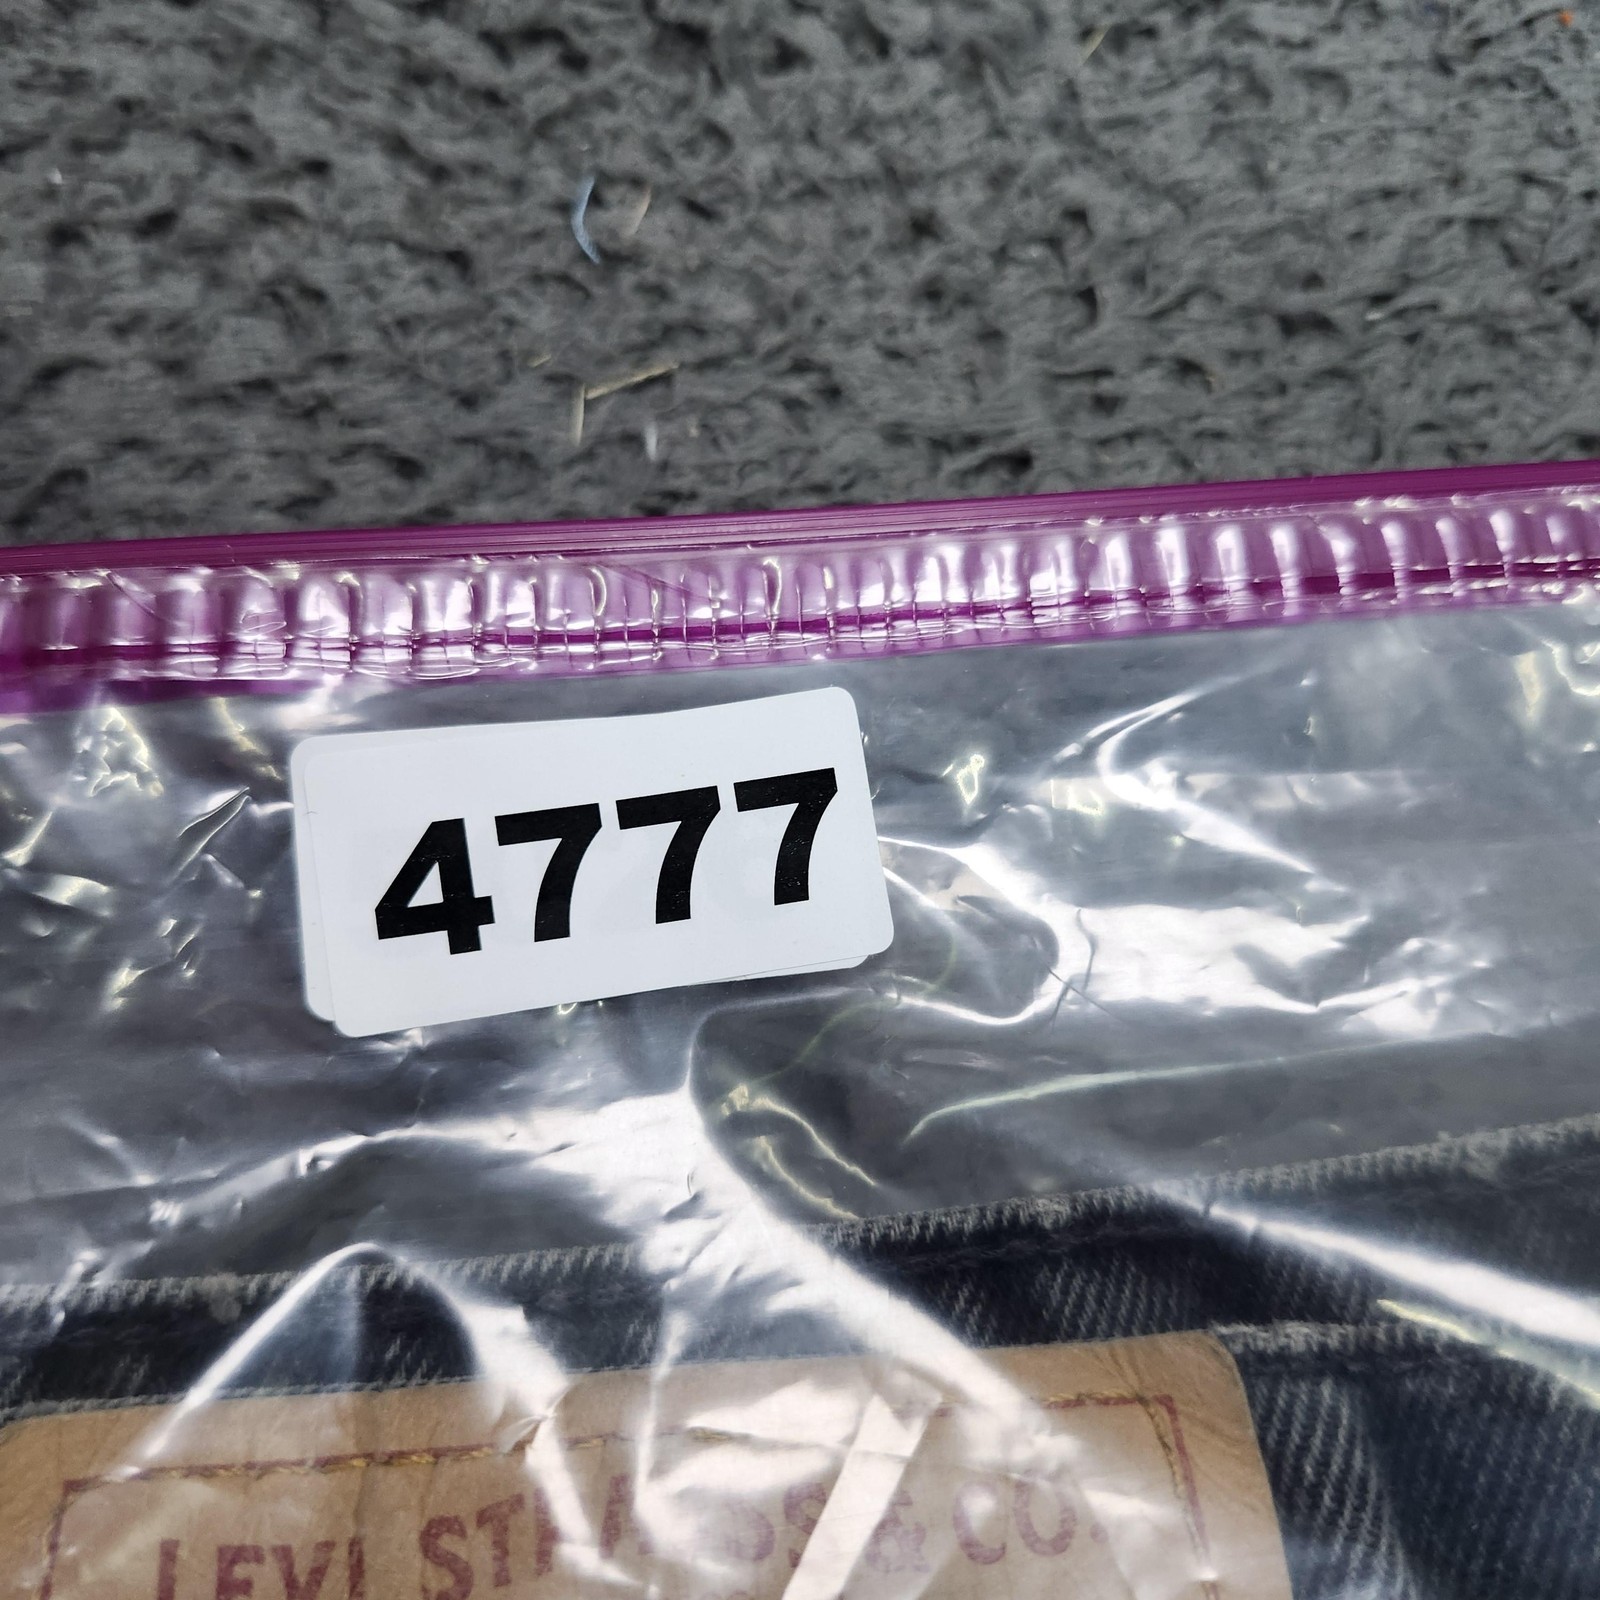 4777
LEVI STRAUSS & CO.